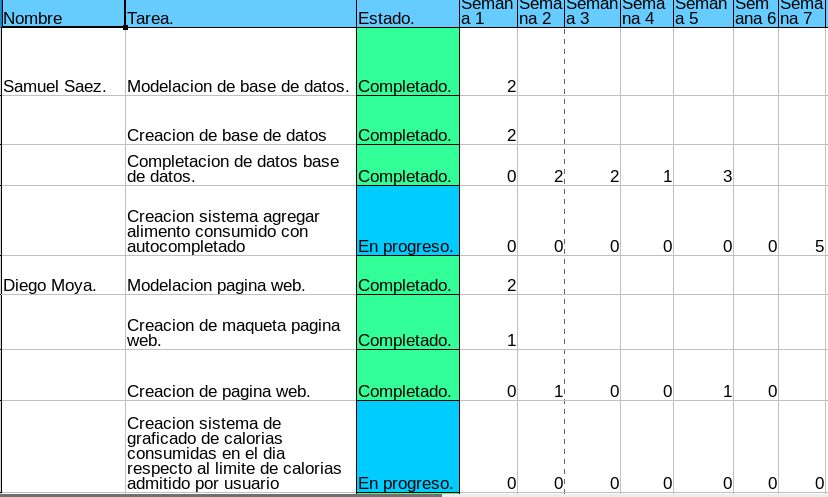 Nombre Tarea. Estado. Seman a 1 Sema na 2 Seman a 3 Sema na 4 Seman a 5 Sem ana 6 Sema na 7
Samuel Saez. Modelacion de base de datos. Completado. 2
Creacion de base de datos Completado. 2
Completacion de datos base
de datos. Completado. 0 2 2 1 3
Creacion sistema agregar
alimento consumido con
autocompletado En progreso. 0 0 0 0 0 0 5
Diego Moya. Modelacion pagina web. Completado. 2
Creacion de maqueta pagina
web. Completado. 1
Creacion de pagina web. Completado. 0 1 0 0 1 0
Creacion sistema de
graficado de calorias
consumidas en el dia
respecto al limite de calorias
admitido por usuario En progreso. 0 0 0 0 0 0 0